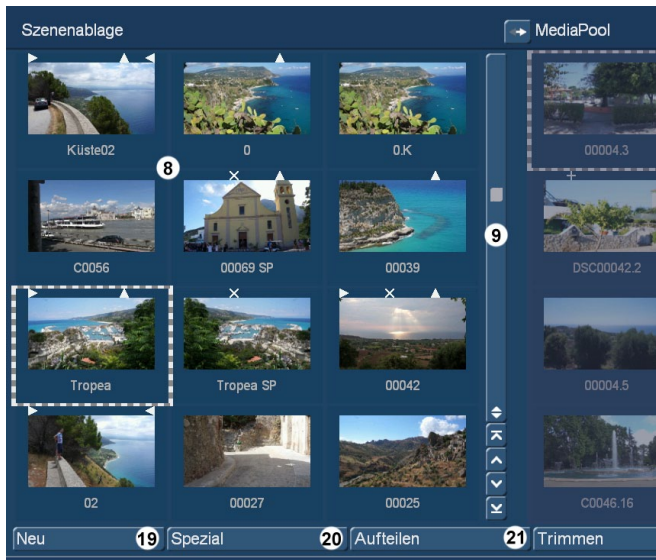 Szenenablage
MediaPool
Küste02
0
0.K
00004.3
8
C0056
00069 SP
00039
9
DSC00042.2
Tropea
Tropea SP
00042
00004.5
02
00027
00025
C0046.16
Neu 19
Spezial 20
Aufteilen 21
Trimmen